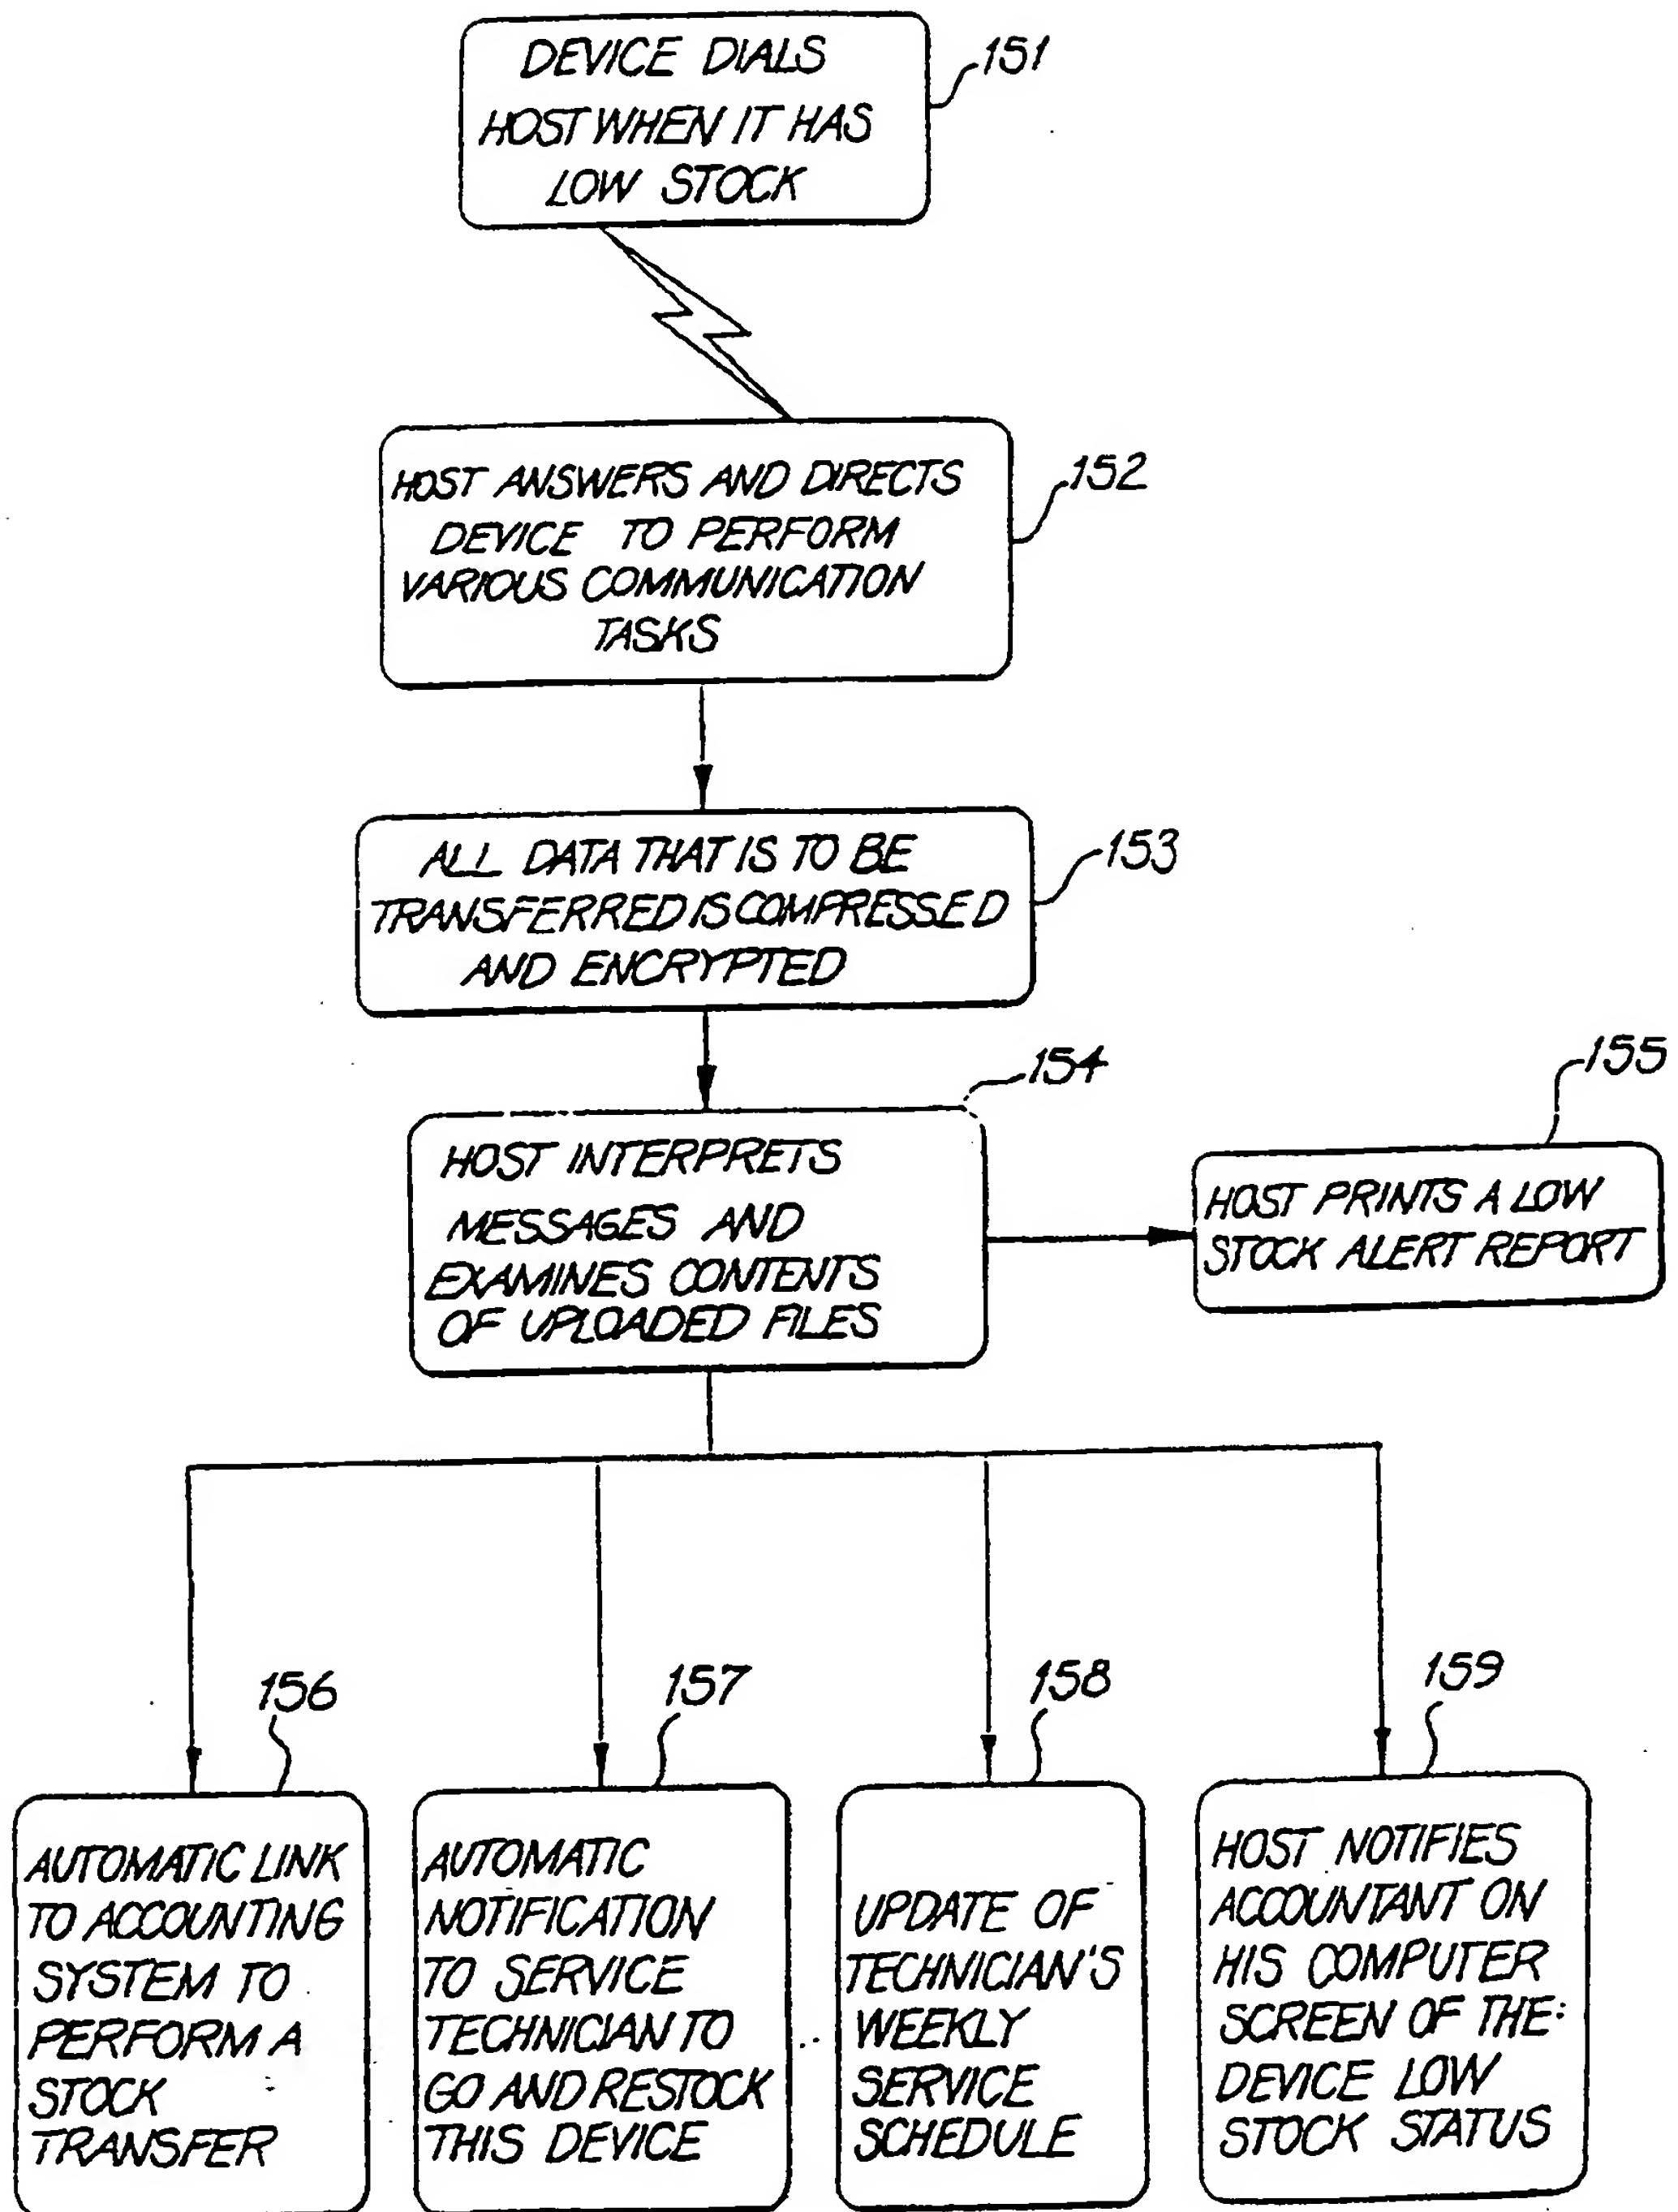 DEVICE DIALS
HOST WHEN IT HAS
LOW STOCK
151
HOST ANSWERS AND DIRECTS
DEVICE TO PERFORM
VARIOUS COMMUNICATION
TASKS
152
ALL DATA THAT IS TO BE
TRANSFERRED IS COMPRESSED
AND ENCRYPTED
153
154
HOST INTERPRETS
MESSAGES AND
EXAMINES CONTENTS
OF UPLOADED FILES
155
HOST PRINTS A LOW
STOCK ALERT REPORT
156
AUTOMATIC LINK
TO ACCOUNTING
SYSTEM TO
PERFORM A
STOCK
TRANSFER
157
AUTOMATIC
NOTIFICATION
TO SERVICE
TECHNICIAN TO
GO AND RESTOCK
THIS DEVICE
158
UPDATE OF
TECHNICIAN'S
WEEKLY
SERVICE
SCHEDULE
159
HOST NOTIFIES
ACCOUNTANT ON
HIS COMPUTER
SCREEN OF THE
DEVICE LOW
STOCK STATUS